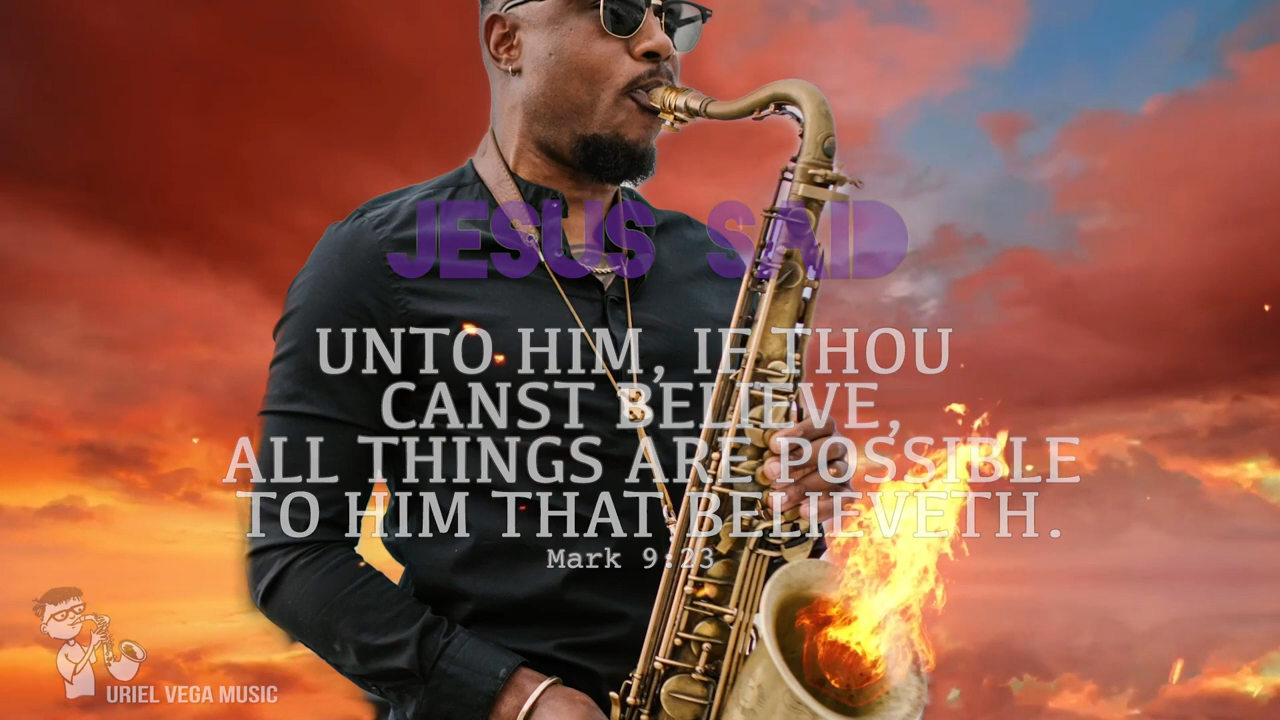 JESUS SAID
UNTO HIM, IF THOU
CANST BELIEVE,
ALL THINGS ARE POSSIBLE
TO HIM THAT BELIEVETH.
Mark 9:23
URIEL VEGA MUSIC